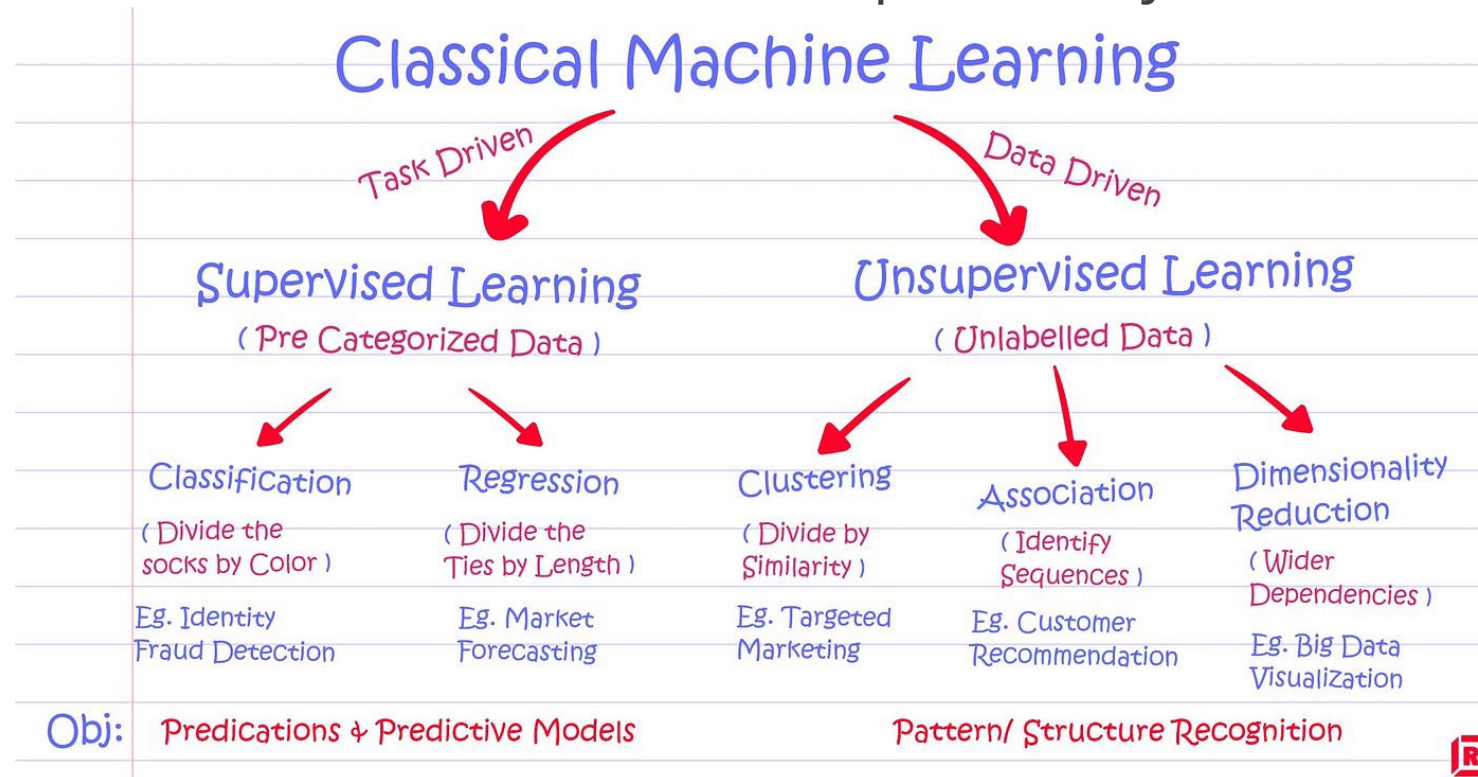 Classical Machine Learning
Task Driven
Data Driven
Supervised Learning
( Pre Categorized Data )
Unsupervised Learning
( Unlabelled Data )
Classification
( Divide the
socks by Color )
Eg. Identity
Fraud Detection
Regression
( Divide the
Ties by Length )
Eg. Market
Forecasting
Clustering
( Divide by
Similarity )
Eg. Targeted
Marketing
Association
( Identify
Sequences )
Eg. Customer
Recommendation
Dimensionality
Reduction
( Wider
Dependencies )
Eg. Big Data
Visualization
Obj: Predications & Predictive Models
Pattern/ Structure Recognition
R